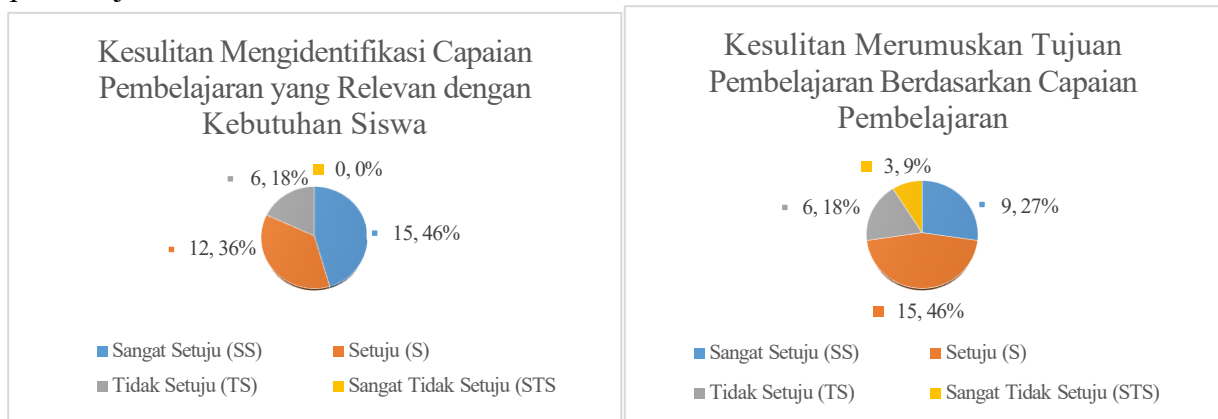 Kesulitan Mengidentifikasi Capaian
Pembelajaran yang Relevan dengan
Kebutuhan Siswa
0, 0%
6, 18%
12, 36%
15, 46%
Sangat Setuju (SS)
Setuju (S)
Tidak Setuju (TS)
Sangat Tidak Setuju (STS
Kesulitan Merumuskan Tujuan
Pembelajaran Berdasarkan Capaian
Pembelajaran
3, 9%
6, 18%
9, 27%
15, 46%
Sangat Setuju (SS)
Setuju (S)
Tidak Setuju (TS)
Sangat Tidak Setuju (STS)